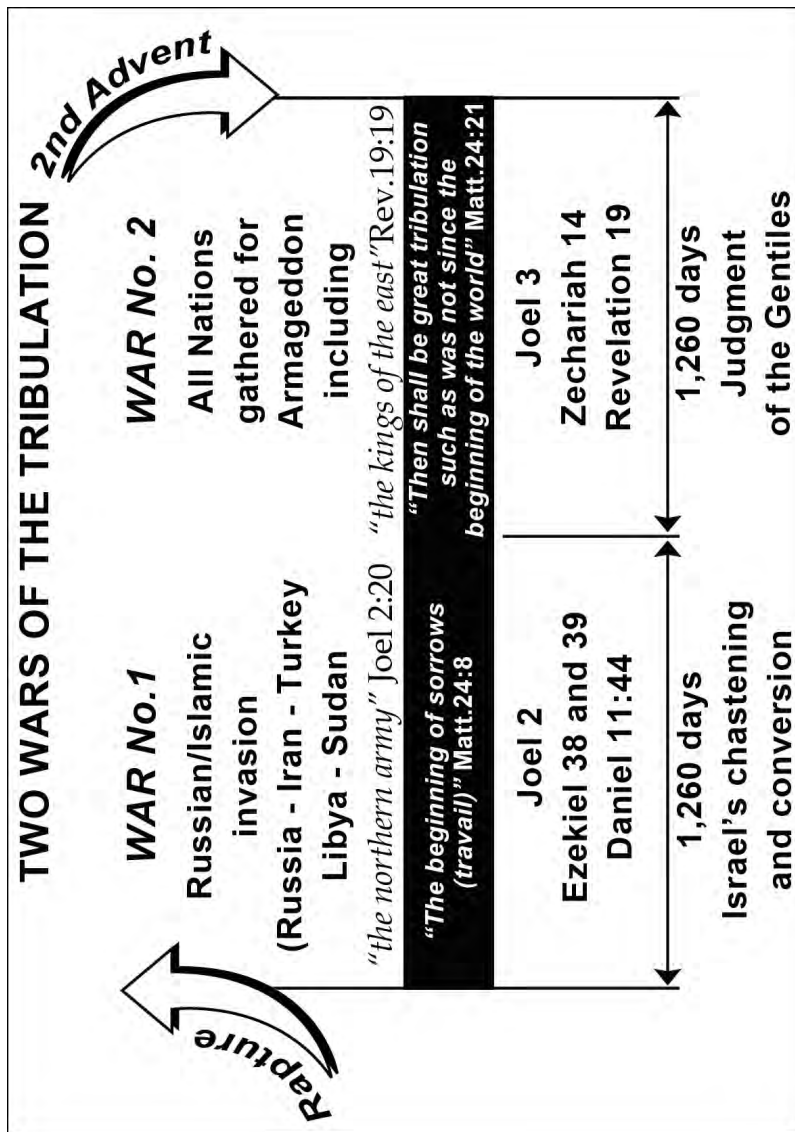 TWO WARS OF THE TRIBULATION
Rapture
2nd Advent
WAR No.1
Russian/Islamic
invasion
(Russia - Iran - Turkey
Libya - Sudan
"the northern army" Joel 2:20
WAR No. 2
All Nations
gathered for
Armageddon
including
"the kings of the east"Rev.19:19
"The beginning of sorrows
(travail)" Matt.24:8
"Then shall be great tribulation
such as was not since the
beginning of the world" Matt.24:21
Joel 2
Ezekiel 38 and 39
Daniel 11:44
Joel 3
Zechariah 14
Revelation 19
1,260 days
Israel's chastening
and conversion
1,260 days
Judgment
of the Gentiles